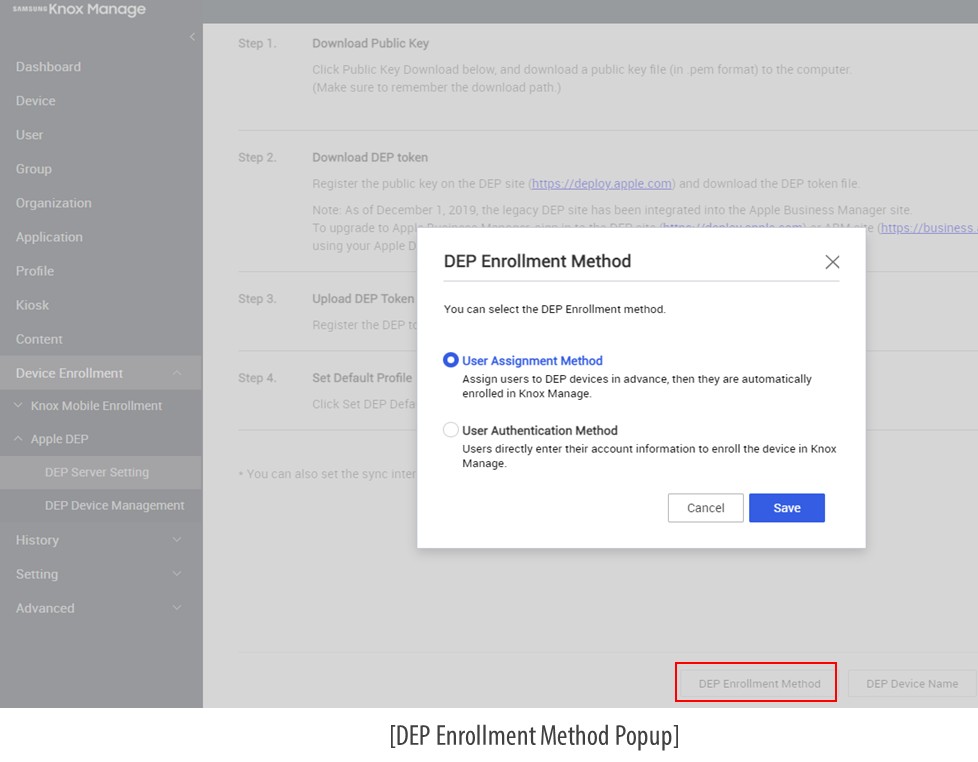 SAMSUNG Knox Manage
Dashboard
Device
User
Group
Organization
Application
Profile
Kiosk
Content
Device Enrollment
Knox Mobile Enrollment
Apple DEP
DEP Server Setting
DEP Device Management
History
Setting
Advanced
Step 1. Download Public Key
Click Public Key Download below, and download a public key file (in .pem format) to the computer.
(Make sure to remember the download path.)
Step 2. Download DEP token
Register the public key on the DEP site (https://deploy.apple.com) and download the DEP token file.
Note: As of December 1, 2019, the legacy DEP site has been integrated into the Apple Business Manager site.
To upgrade to Apple Business Manager, sign in to the DEP site (https://deploy.apple.com) or ABM site (https://business.a
using your Apple D
Step 3. Upload DEP Token
Register the DEP to
Step 4. Set Default Profile
Click Set DEP Defa
* You can also set the sync inter
DEP Enrollment Method
You can select the DEP Enrollment method.
User Assignment Method
Assign users to DEP devices in advance, then they are automatically
enrolled in Knox Manage.
User Authentication Method
Users directly enter their account information to enroll the device in Knox
Manage.
Cancel Save
DEP Enrollment Method DEP Device Name
[DEP Enrollment Method Popup]